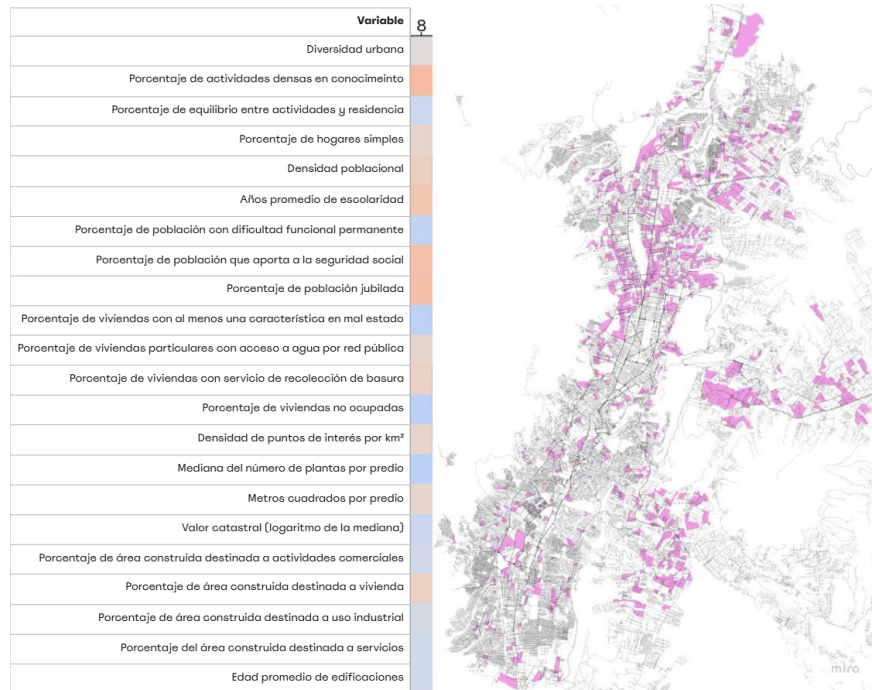 Variable
8
Diversidad urbana
Porcentaje de actividades densas en conocimeinto
Porcentaje de equilibrio entre actividades y residencia
Porcentaje de hogares simples
Densidad poblacional
Años promedio de escolaridad
Porcentaje de población con dificultad funcional permanente
Porcentaje de población que aporta a la seguridad social
Porcentaje de población jubilada
Porcentaje de viviendas con al menos una característica en mal estado
Porcentaje de viviendas particulares con acceso a agua por red pública
Porcentaje de viviendas con servicio de recolección de basura
Porcentaje de viviendas no ocupadas
Densidad de puntos de interés por km²
Mediana del número de plantas por predio
Metros cuadrados por predio
Valor catastral (logaritmo de la mediana)
Porcentaje de área construida destinada a actividades comerciales
Porcentaje de área construida destinada a vivienda
Porcentaje de área construida destinada a uso industrial
Porcentaje del área construida destinada a servicios
Edad promedio de edificaciones
miro